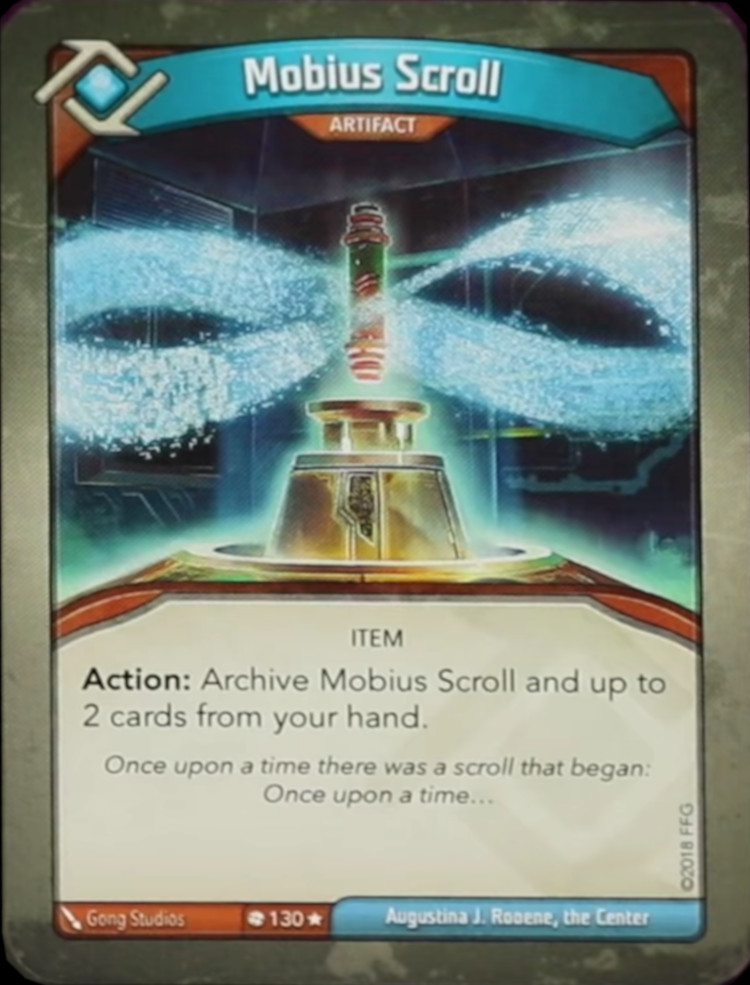 Mobius Scroll
ARTIFACT
ITEM
Action: Archive Mobius Scroll and up to
2 cards from your hand.
Once upon a time there was a scroll that began:
Once upon a time...
©2018 FFG
Gong Studios
130★
Augustina J. Rooene, the Center